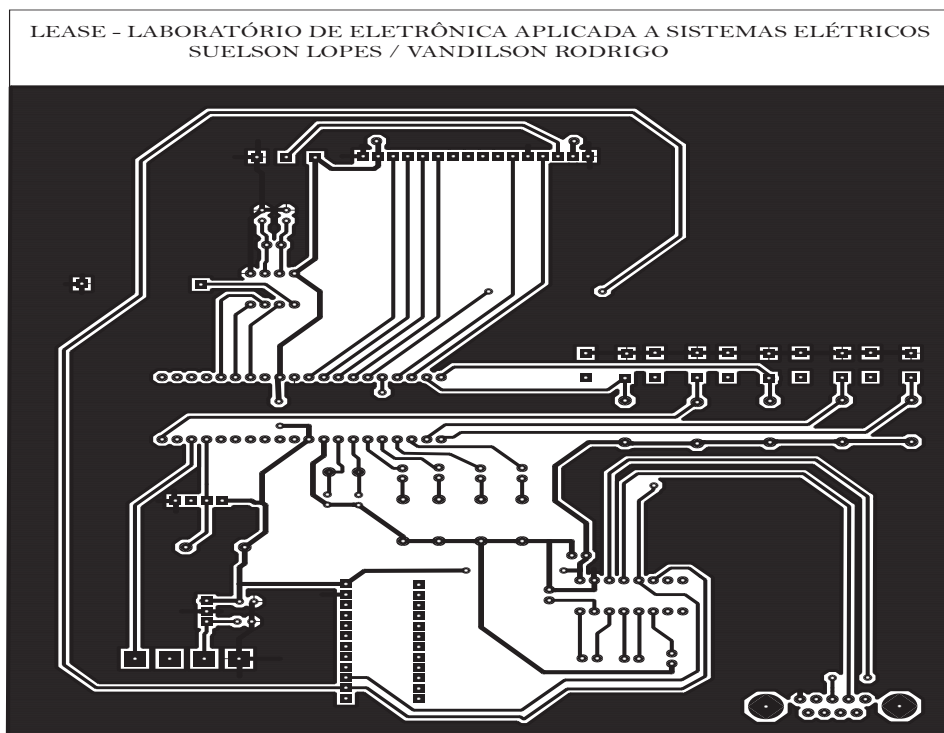 LEASE - LABORATÓRIO DE ELETRÔNICA APLICADA A SISTEMAS ELÉTRICOS
SUELSON LOPES / VANDILSON RODRIGO